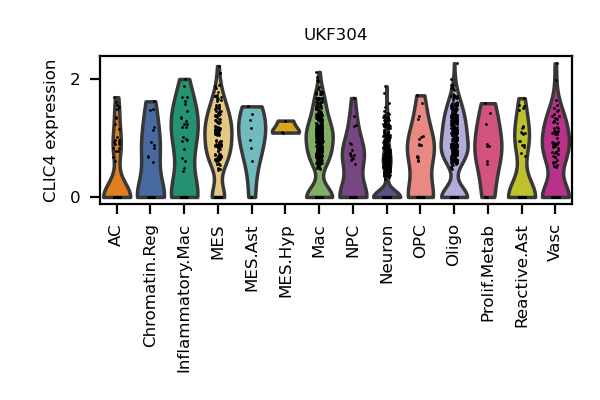 UKF304
CLIC4 expression
2
0
AC
Chromatin.Reg
Inflammatory.Mac
MES
MES.Ast
MES.Hyp
Mac
NPC
Neuron
OPC
Oligo
Prolif.Metab
Reactive.Ast
Vasc